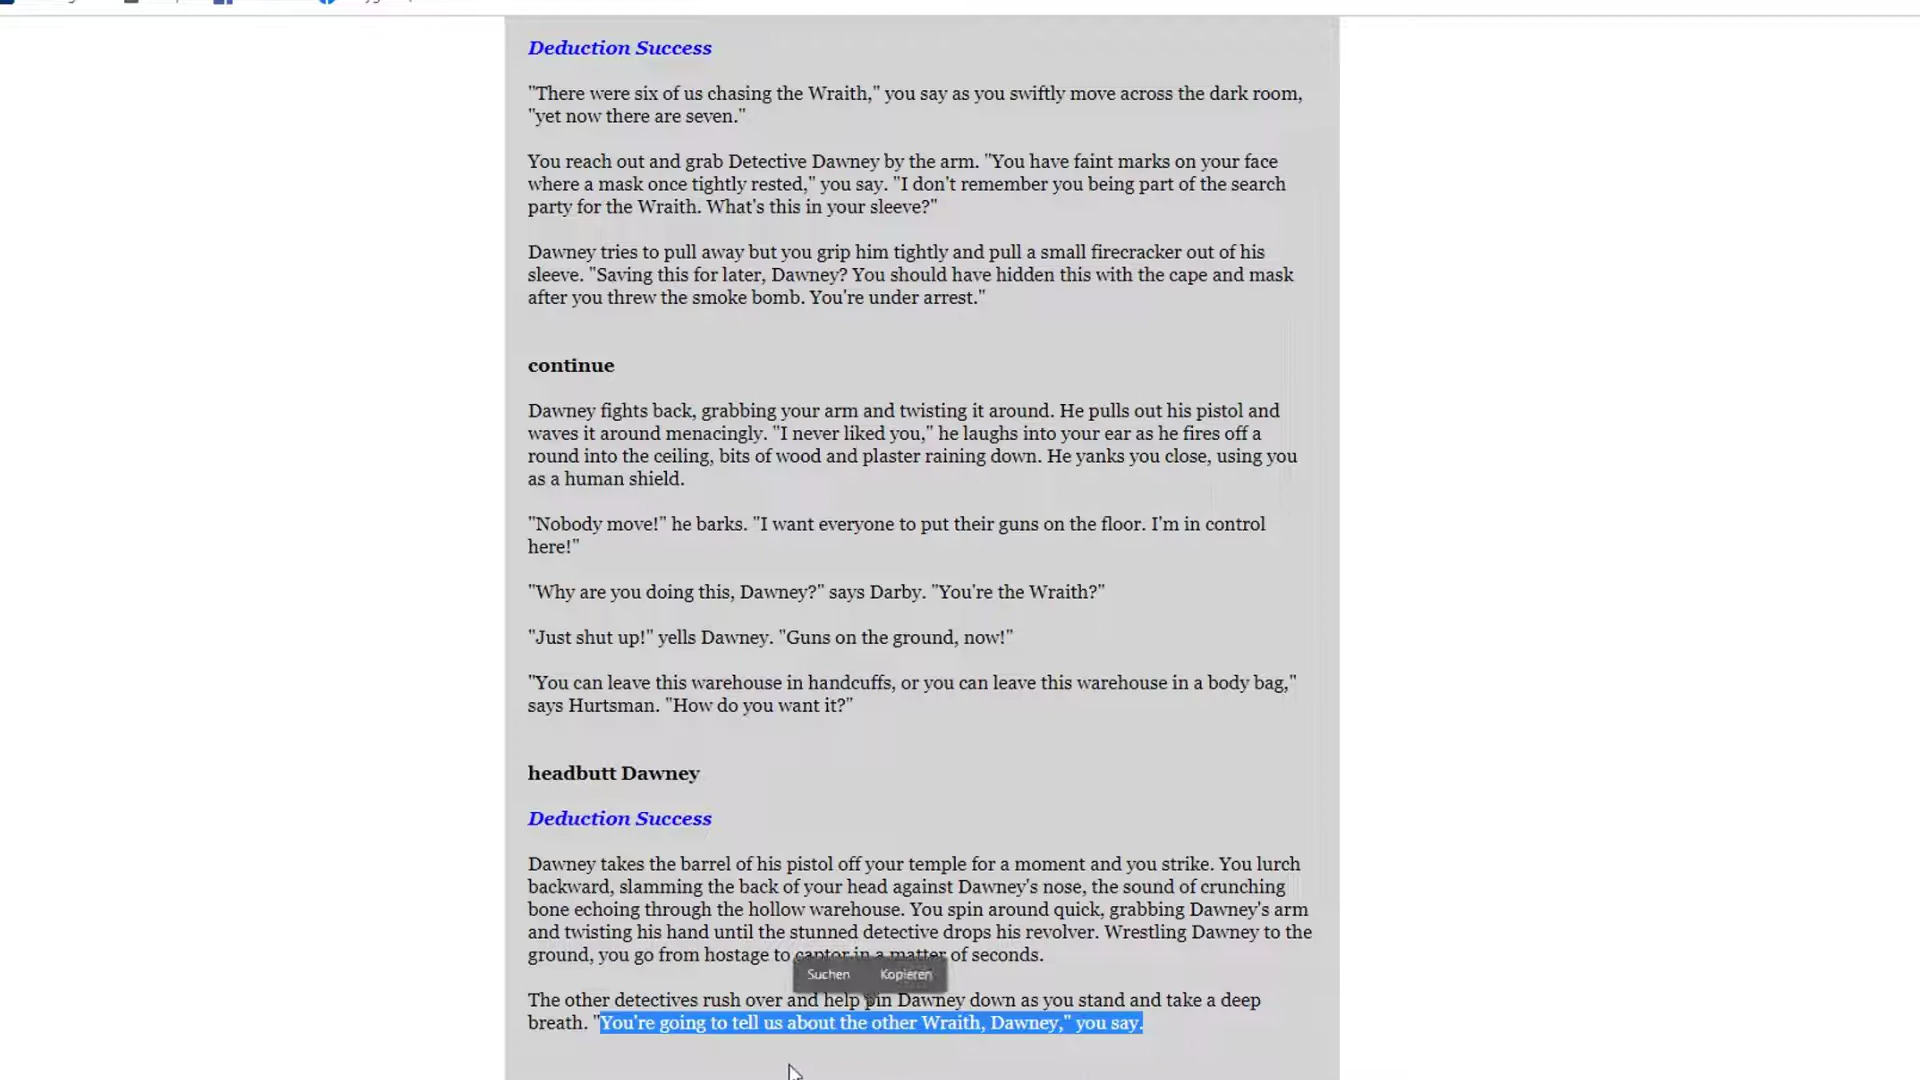 Deduction Success
"There were six of us chasing the Wraith," you say as you swiftly move across the dark room,
"yet now there are seven."
You reach out and grab Detective Dawney by the arm. "You have faint marks on your face
where a mask once tightly rested," you say. "I don't remember you being part of the search
party for the Wraith. What's this in your sleeve?"
Dawney tries to pull away but you grip him tightly and pull a small firecracker out of his
sleeve. "Saving this for later, Dawney? You should have hidden this with the cape and mask
after you threw the smoke bomb. You're under arrest."
continue
Dawney fights back, grabbing your arm and twisting it around. He pulls out his pistol and
waves it around menacingly. "I never liked you," he laughs into your ear as he fires off a
round into the ceiling, bits of wood and plaster raining down. He yanks you close, using you
as a human shield.
"Nobody move!" he barks. "I want everyone to put their guns on the floor. I'm in control
here!"
"Why are you doing this, Dawney?" says Darby. "You're the Wraith?"
"Just shut up!" yells Dawney. "Guns on the ground, now!"
"You can leave this warehouse in handcuffs, or you can leave this warehouse in a body bag,"
says Hurtsman. "How do you want it?"
headbutt Dawney
Deduction Success
Dawney takes the barrel of his pistol off your temple for a moment and you strike. You lurch
backward, slamming the back of your head against Dawney's nose, the sound of crunching
bone echoing through the hollow warehouse. You spin around quick, grabbing Dawney's arm
and twisting his hand until the stunned detective drops his revolver. Wrestling Dawney to the
ground, you go from hostage to captor in a matter of seconds.
Suchen Kopieren
The other detectives rush over and help pin Dawney down as you stand and take a deep
breath. "You're going to tell us about the other Wraith, Dawney," you say.